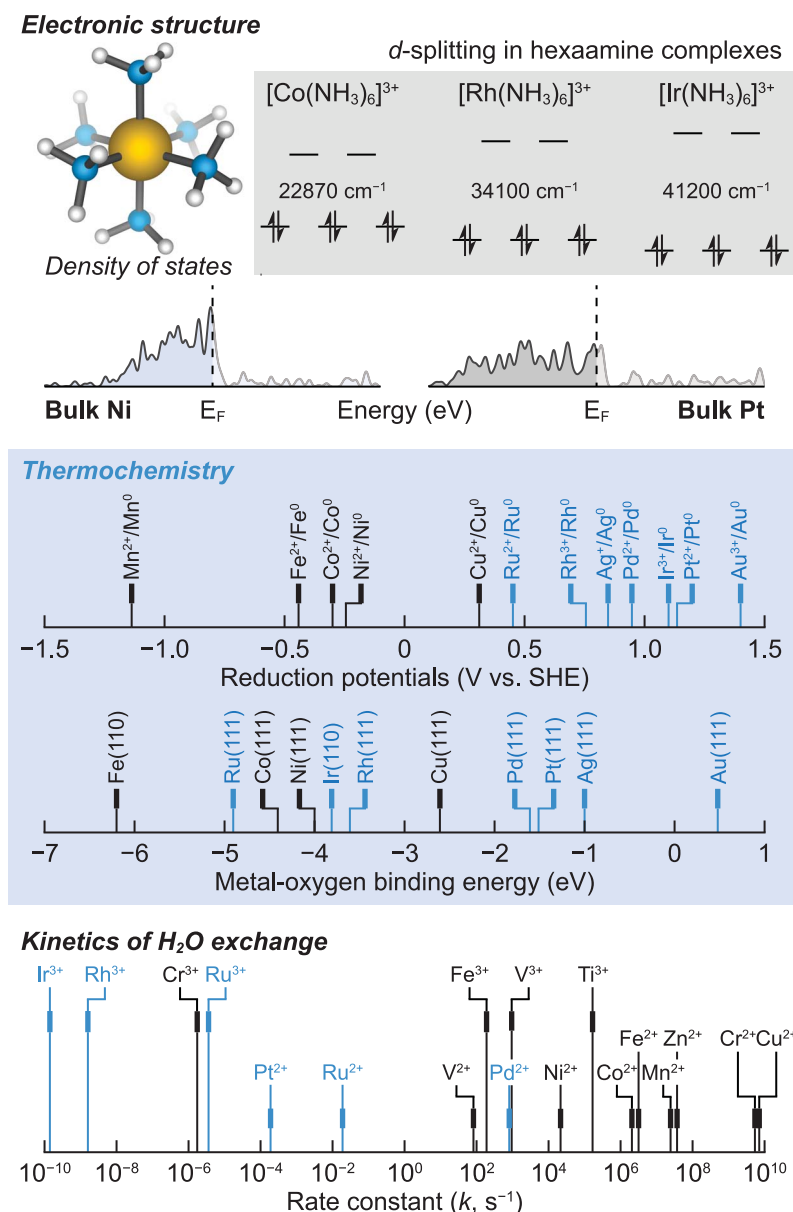 Electronic structure
d-splitting in hexaamine complexes
[Co(NH₃)₆]³⁺ [Rh(NH₃)₆]³⁺ [Ir(NH₃)₆]³⁺
22870 cm⁻¹ 34100 cm⁻¹ 41200 cm⁻¹
Density of states
Bulk Ni E_F Energy (eV) E_F Bulk Pt
Thermochemistry
Mn²⁺/Mn⁰ Fe²⁺/Fe⁰ Co²⁺/Co⁰ Ni²⁺/Ni⁰ Cu²⁺/Cu⁰ Ru²⁺/Ru⁰ Rh³⁺/Rh⁰ Ag⁺/Ag⁰ Pd²⁺/Pd⁰ Ir³⁺/Ir⁰ Pt²⁺/Pt⁰ Au³⁺/Au⁰
−1.5 −1.0 −0.5 0 0.5 1.0 1.5
Reduction potentials (V vs. SHE)
Fe(110) Ru(111) Co(111) Ni(111) Ir(110) Rh(111) Cu(111) Pd(111) Pt(111) Ag(111) Au(111)
−7 −6 −5 −4 −3 −2 −1 0 1
Metal-oxygen binding energy (eV)
Kinetics of H₂O exchange
Ir³⁺ Rh³⁺ Cr³⁺ Ru³⁺ Fe³⁺ V³⁺ Ti³⁺
Fe²⁺ Zn²⁺ Cr²⁺ Cu²⁺
Pt²⁺ Ru²⁺ V²⁺ Pd²⁺ Ni²⁺ Co²⁺ Mn²⁺
10⁻¹⁰ 10⁻⁸ 10⁻⁶ 10⁻⁴ 10⁻² 10⁰ 10² 10⁴ 10⁶ 10⁸ 10¹⁰
Rate constant (k, s⁻¹)